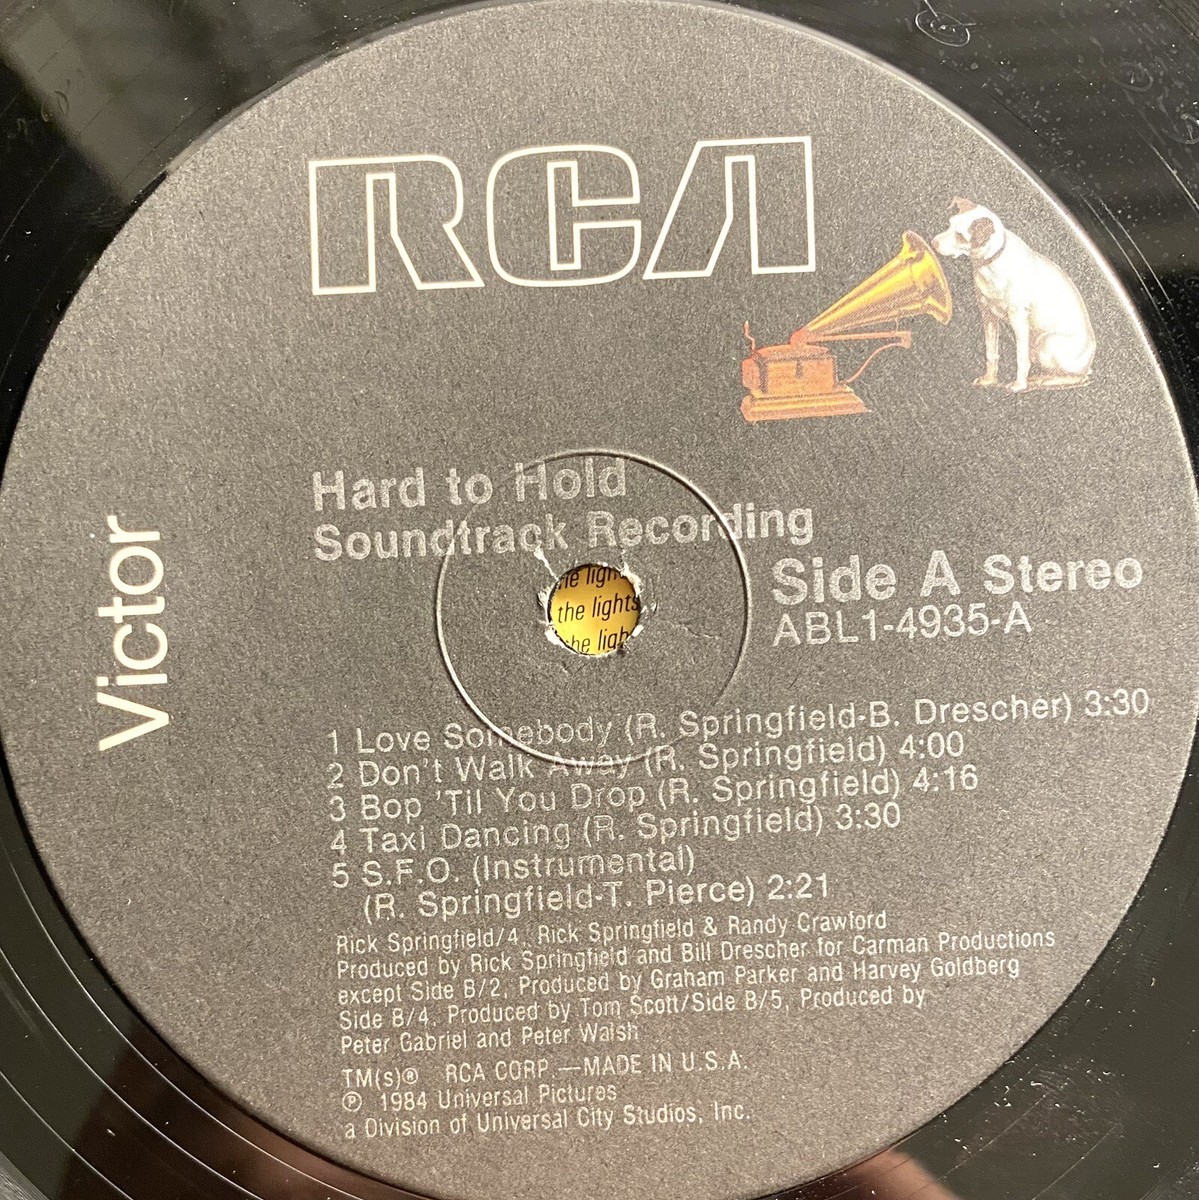 RCA
Victor
Hard to Hold
Soundtrack Recording
Side A Stereo
ABL1-4935-A
the lights
the lights
the ligh
1 Love Somebody (R. Springfield-B. Drescher) 3:30
2 Don't Walk Away (R. Springfield) 4:00
3 Bop 'Til You Drop (R. Springfield) 4:16
4 Taxi Dancing (R. Springfield) 3:30
5 S.F.O. (Instrumental)
(R. Springfield-T. Pierce) 2:21
Rick Springfield/4, Rick Springfield & Randy Crawford
Produced by Rick Springfield and Bill Drescher for Carman Productions
except Side B/2, Produced by Graham Parker and Harvey Goldberg
Side B/4, Produced by Tom Scott/Side B/5, Produced by
Peter Gabriel and Peter Walsh
TM(s)® RCA CORP.—MADE IN U.S.A.
℗ 1984 Universal Pictures
a Division of Universal City Studios, Inc.